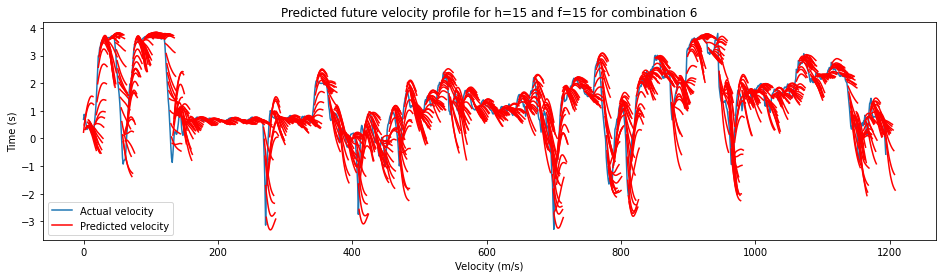 Predicted future velocity profile for h=15 and f=15 for combination 6
4
3
2
1
0
−1
−2
−3
Time (s)
Actual velocity
Predicted velocity
0 200 400 600 800 1000 1200
Velocity (m/s)